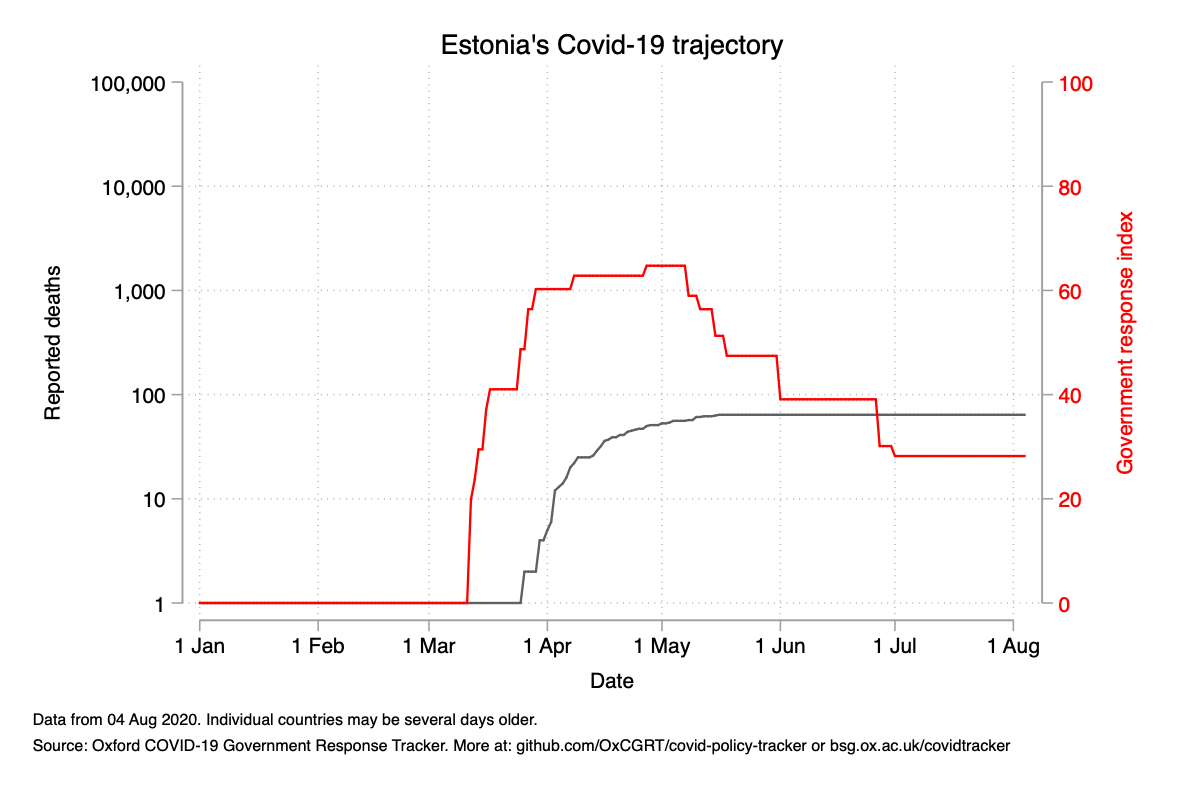 Estonia's Covid-19 trajectory
100,000
10,000
1,000
100
10
1
Reported deaths
100
80
60
40
20
0
Government response index
1 Jan 1 Feb 1 Mar 1 Apr 1 May 1 Jun 1 Jul 1 Aug
Date
Data from 04 Aug 2020. Individual countries may be several days older.
Source: Oxford COVID-19 Government Response Tracker. More at: github.com/OxCGRT/covid-policy-tracker or bsg.ox.ac.uk/covidtracker